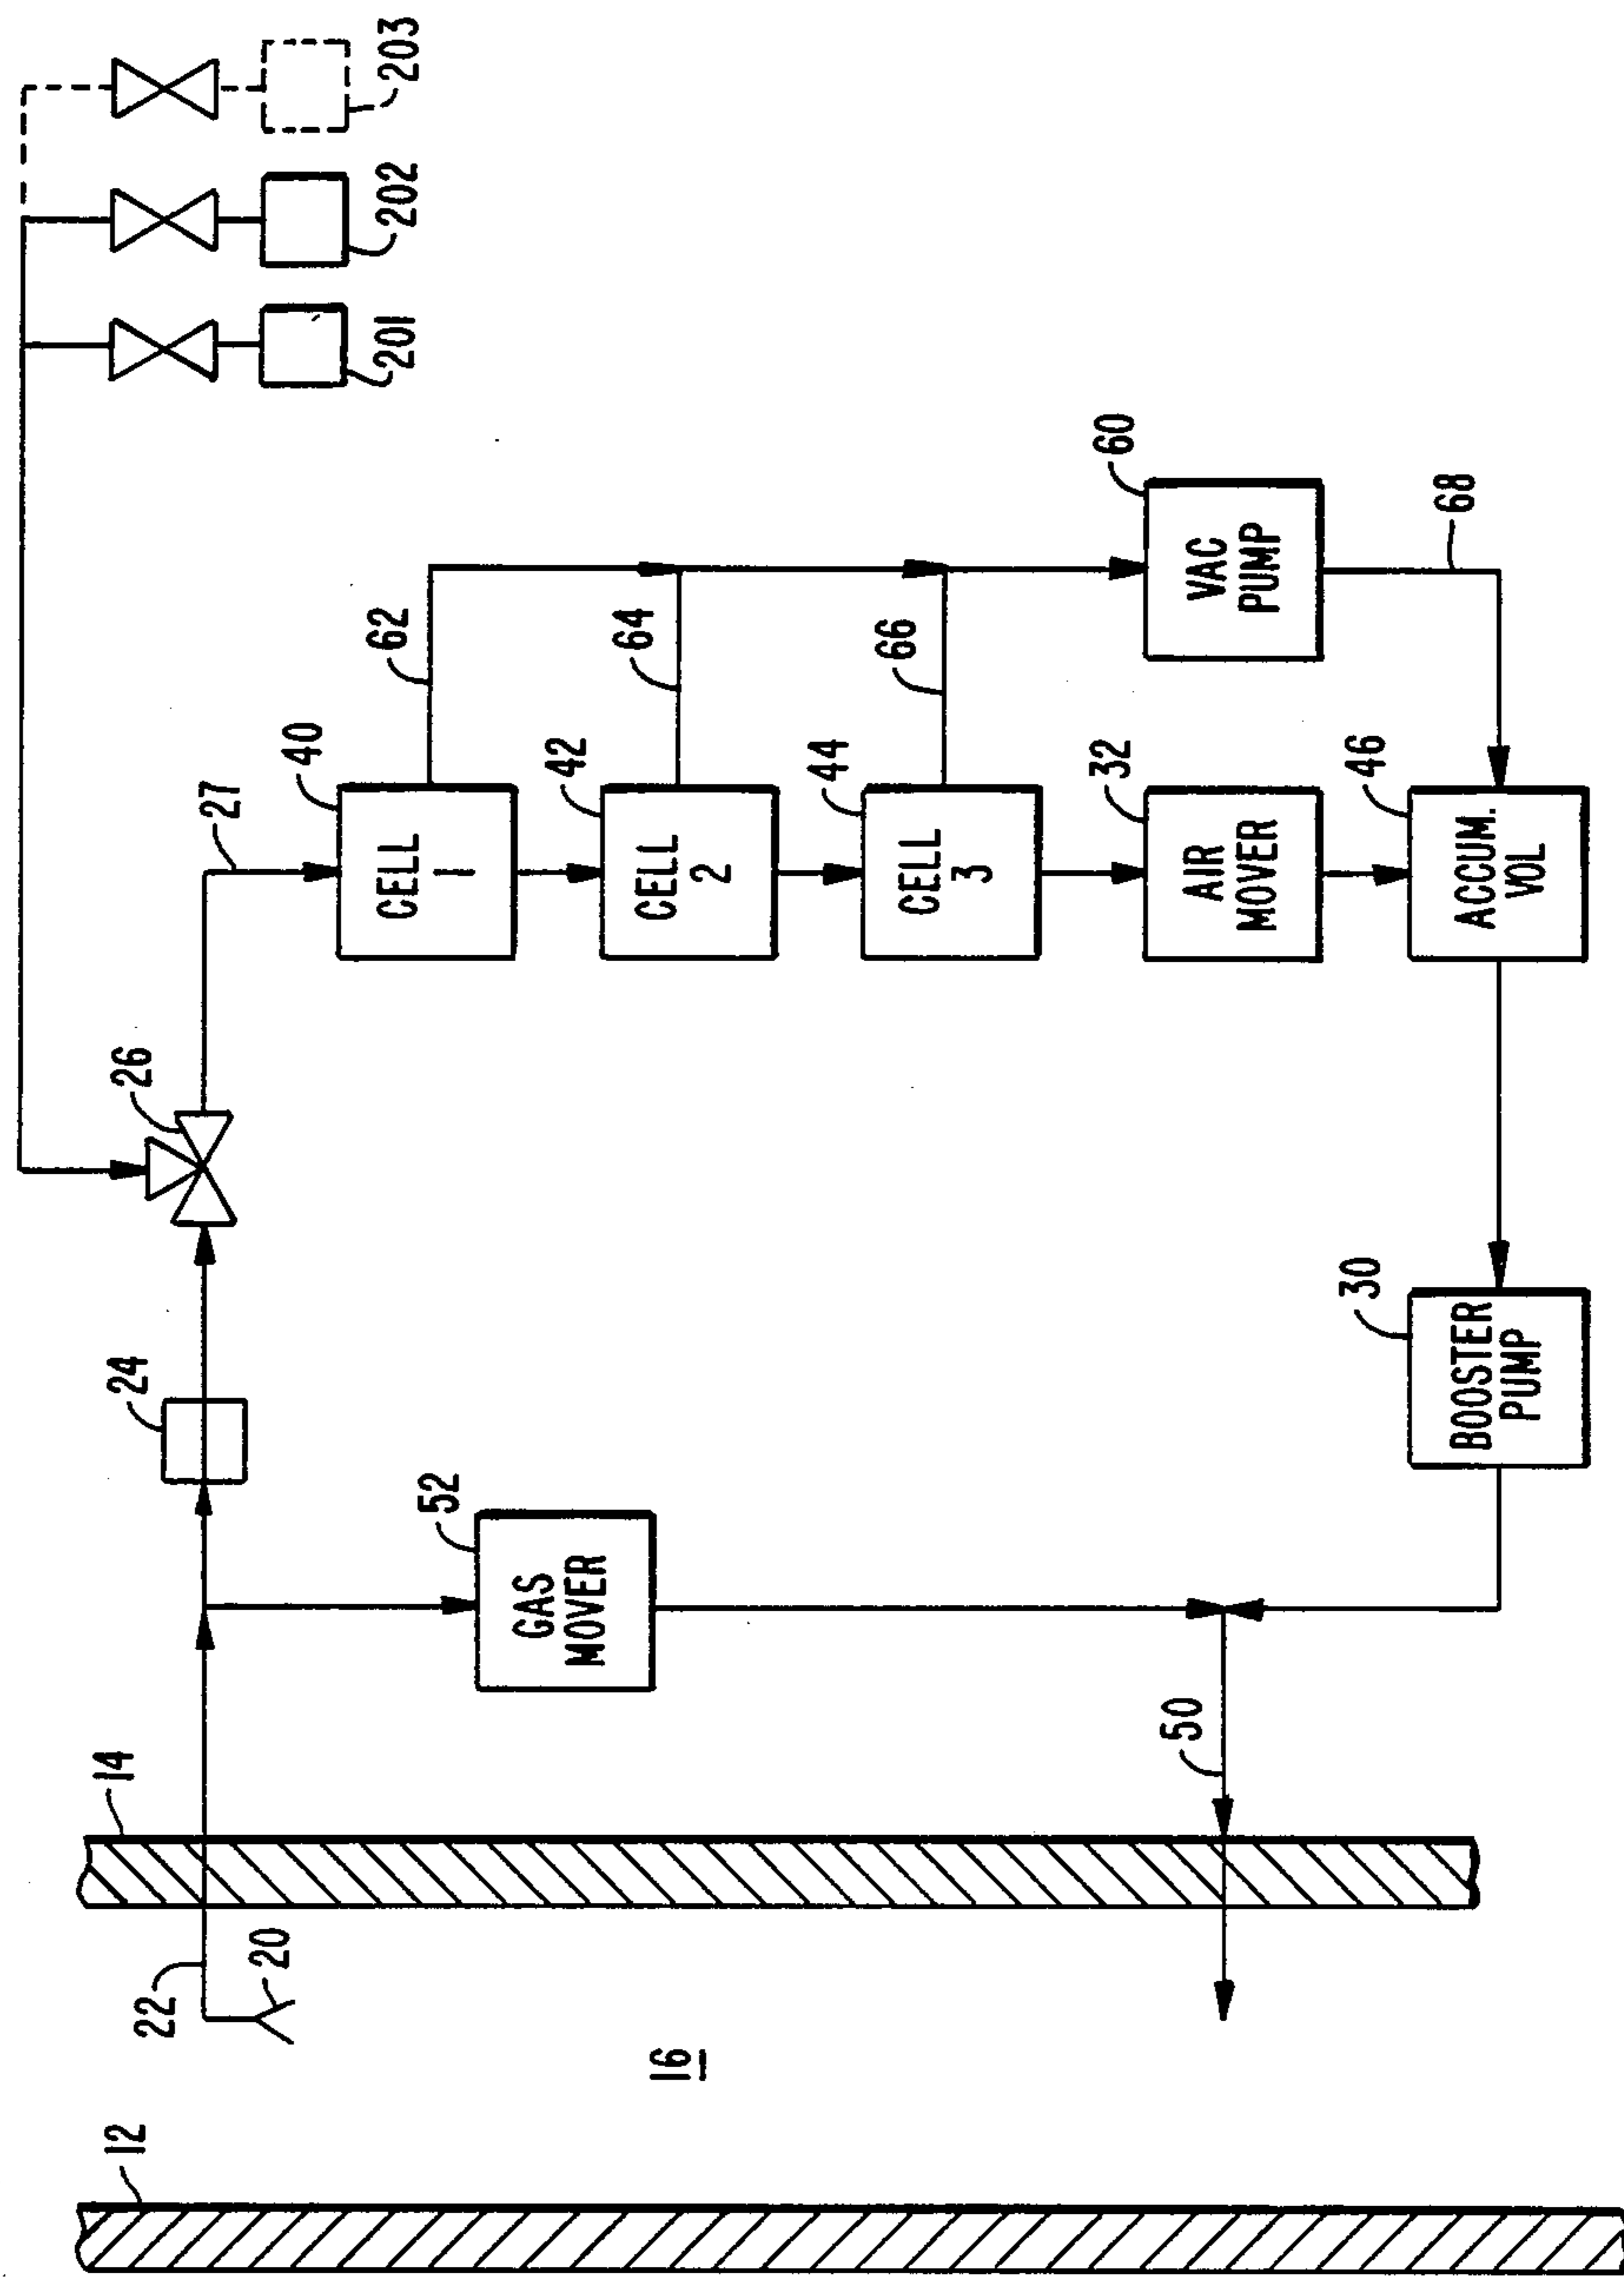 203
202
201
26
27
24
40
CELL
1
62
42
CELL
2
64
44
CELL
3
66
52
GAS
MOVER
32
AIR
MOVER
60
VAC
PUMP
68
46
ACCUM.
VOL
30
BOOSTER
PUMP
50
14
22
20
16
12